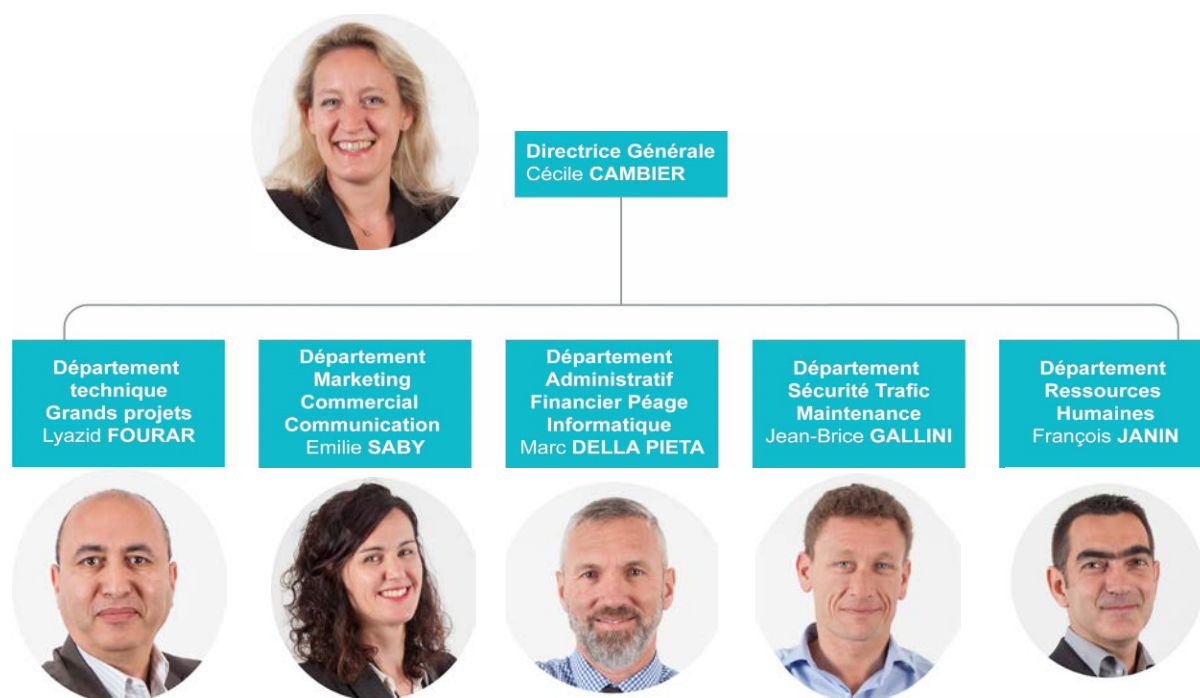 Directrice Générale
Cécile CAMBIER
Département
technique
Grands projets
Lyazid FOURAR
Département
Marketing
Commercial
Communication
Emilie SABY
Département
Administratif
Financier Péage
Informatique
Marc DELLA PIETA
Département
Sécurité Trafic
Maintenance
Jean-Brice GALLINI
Département
Ressources
Humaines
François JANIN